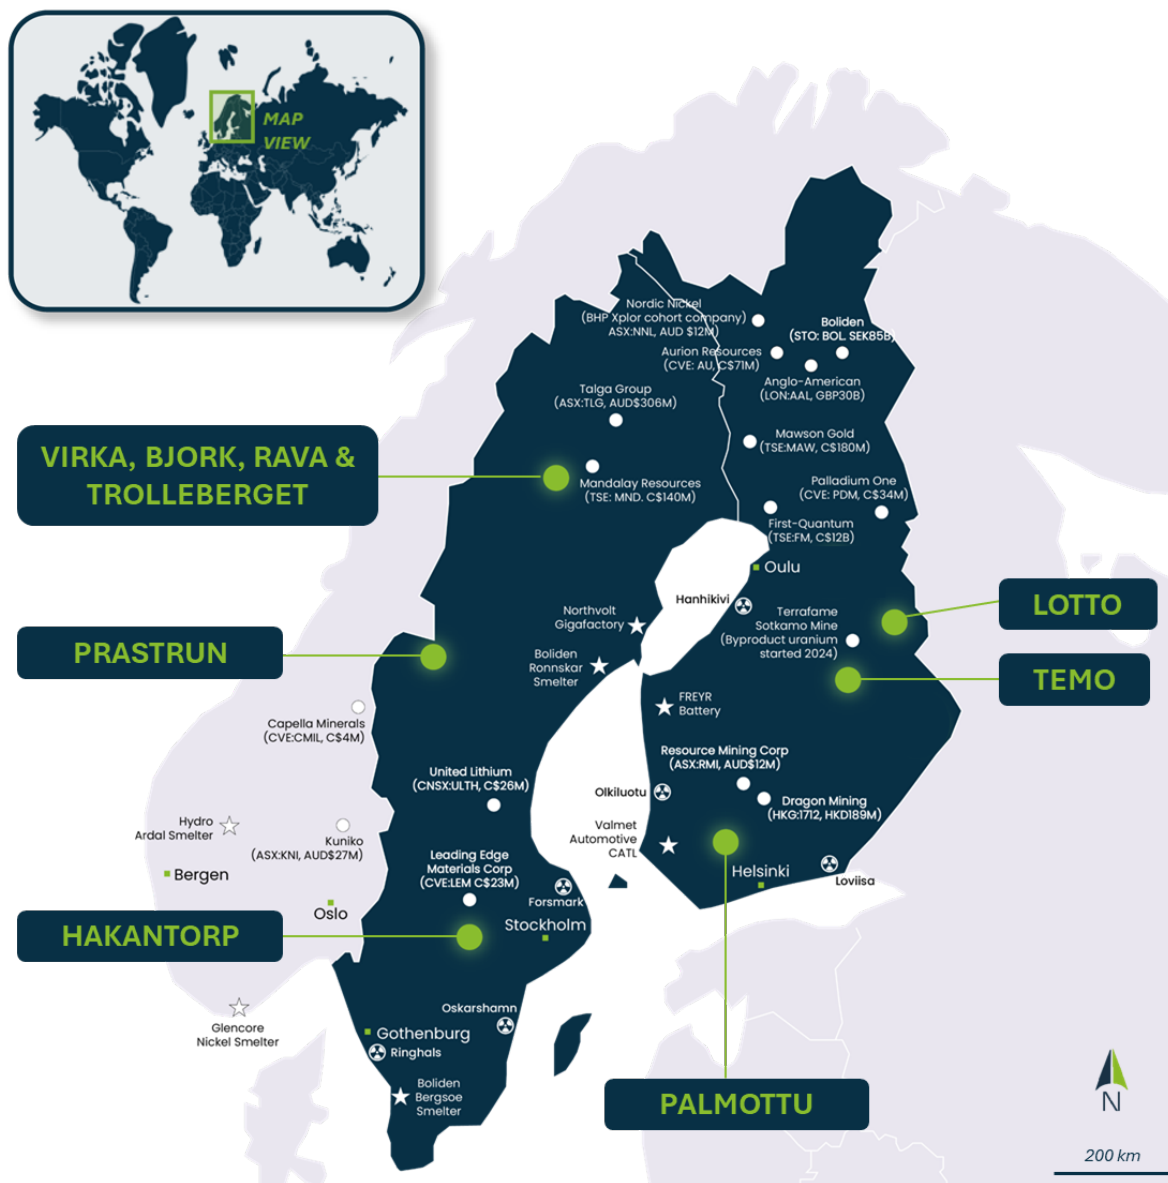 MAP
VIEW
Nordic Nickel
(BHP Xplor cohort company)
ASX:NNL, AUD $12M
Boliden
(STO: BOL. SEK85B)
Aurion Resources
(CVE: AU, C$71M)
Anglo-American
(LON:AAL, GBP30B)
Talga Group
(ASX:TLG, AUD$306M)
Mawson Gold
(TSE:MAW, C$180M)
VIRKA, BJORK, RAVA &
TROLLEBERGET
Mandalay Resources
(TSE: MND. C$140M)
Palladium One
(CVE: PDM, C$34M)
First-Quantum
(TSE:FM, C$12B)
Oulu
Hanhikivi
Northvolt
Gigafactory
Terrafame
Sotkamo Mine
(Byproduct uranium
started 2024)
LOTTO
PRASTRUN
Boliden
Ronnskar
Smelter
TEMO
FREYR
Battery
Capella Minerals
(CVE:CMIL, C$4M)
Resource Mining Corp
(ASX:RMI, AUD$12M)
United Lithium
(CNSX:ULTH, C$26M)
Olkiluotu
Dragon Mining
(HKG:1712, HKD189M)
Hydro
Ardal Smelter
Kuniko
(ASX:KNI, AUD$27M)
Valmet
Automotive
CATL
Leading Edge
Materials Corp
(CVE:LEM C$23M)
Bergen
Helsinki
Loviisa
Forsmark
Oslo
Stockholm
HAKANTORP
Oskarshamn
Glencore
Nickel Smelter
Gothenburg
Ringhals
Boliden
Bergsoe
Smelter
PALMOTTU
N
200 km